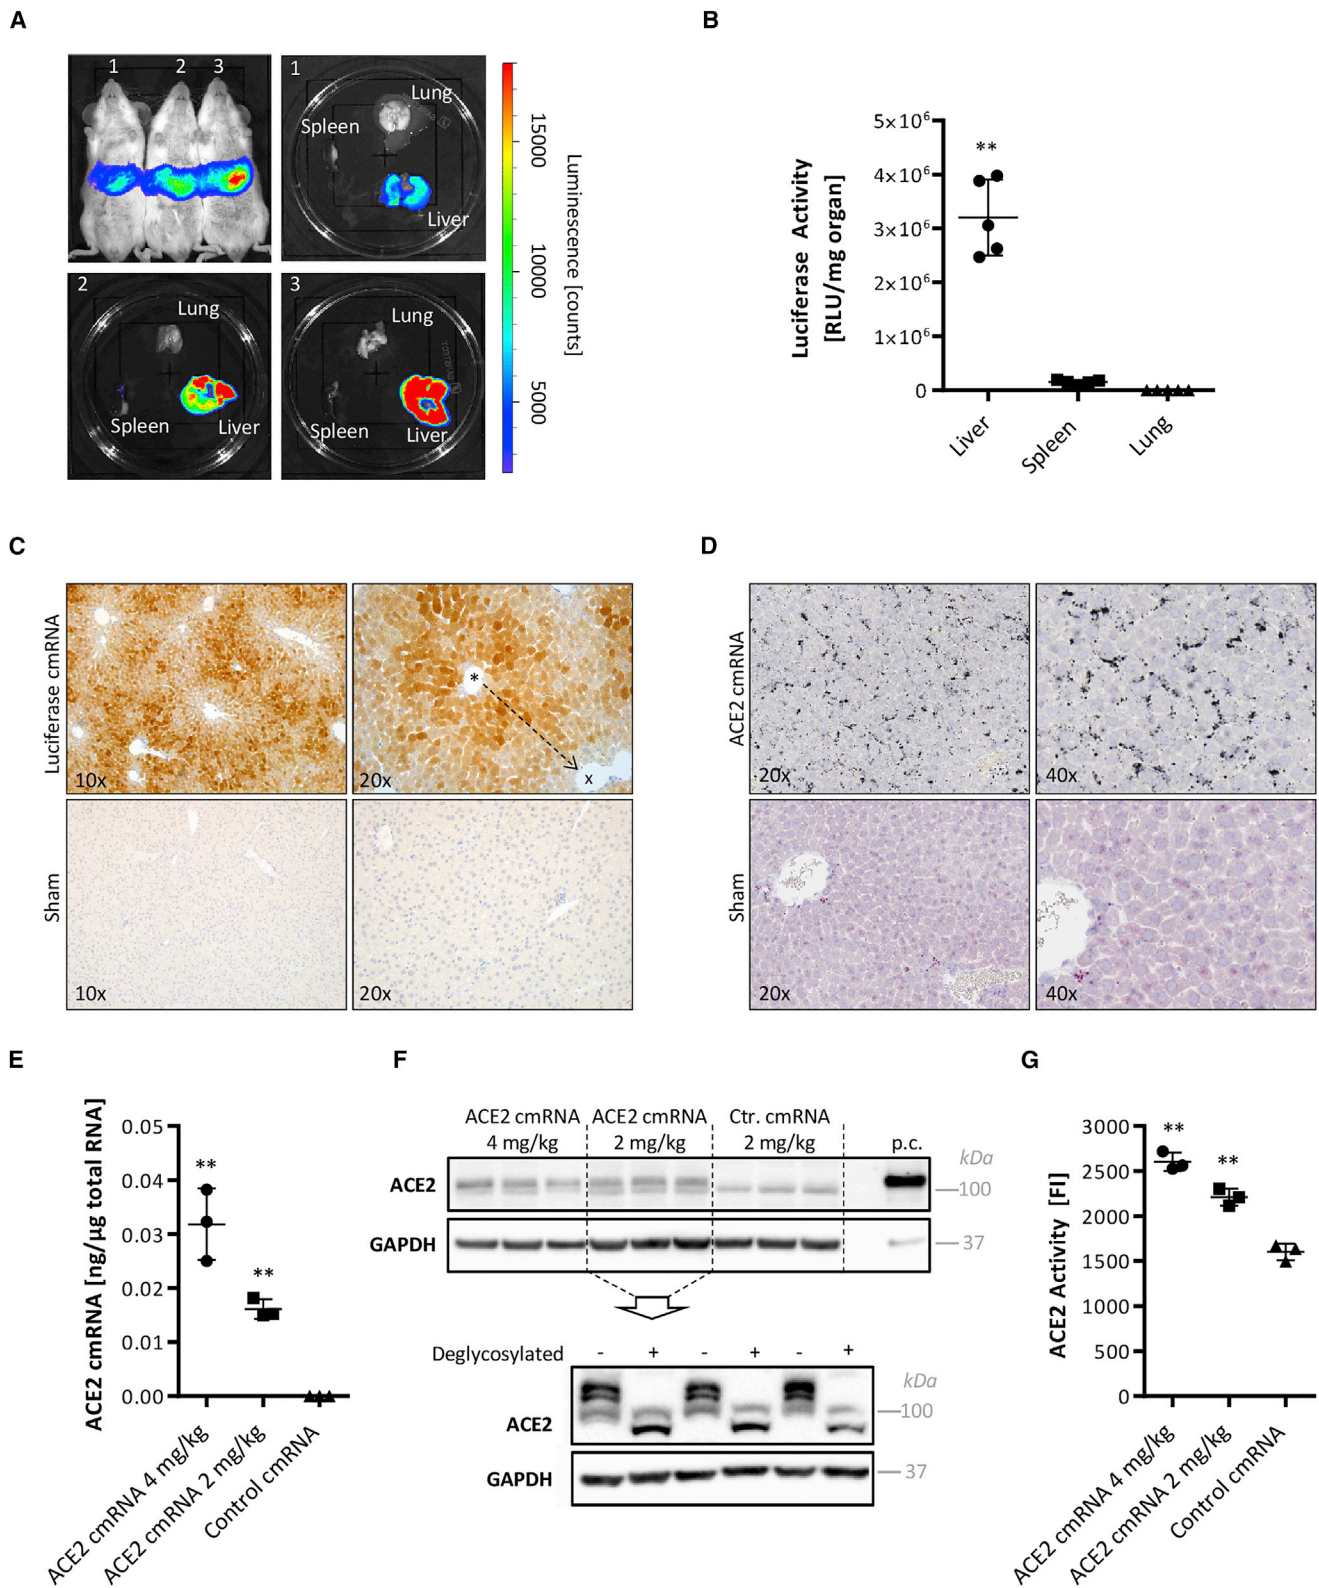 A
1 2 3
1
Lung
Spleen
Liver
2
Lung
Spleen
Liver
3
Lung
Spleen
Liver
15000
10000
5000
Luminescence [counts]
B
Luciferase Activity
[RLU/mg organ]
5×10⁶
4×10⁶
3×10⁶
2×10⁶
1×10⁶
0
**
Liver
Spleen
Lung
C
Luciferase cmRNA
10x
20x
*
x
Sham
10x
20x
D
ACE2 cmRNA
20x
40x
Sham
20x
40x
E
ACE2 cmRNA [ng/µg total RNA]
0.05
0.04
0.03
0.02
0.01
0.00
**
**
ACE2 cmRNA 4 mg/kg
ACE2 cmRNA 2 mg/kg
Control cmRNA
F
ACE2 cmRNA ACE2 cmRNA Ctr. cmRNA
4 mg/kg 2 mg/kg 2 mg/kg p.c.
kDa
ACE2
100
GAPDH
37
Deglycosylated - + - + - +
kDa
100
ACE2
GAPDH
37
G
ACE2 Activity [FI]
3000
2500
2000
1500
1000
500
0
**
**
ACE2 cmRNA 4 mg/kg
ACE2 cmRNA 2 mg/kg
Control cmRNA